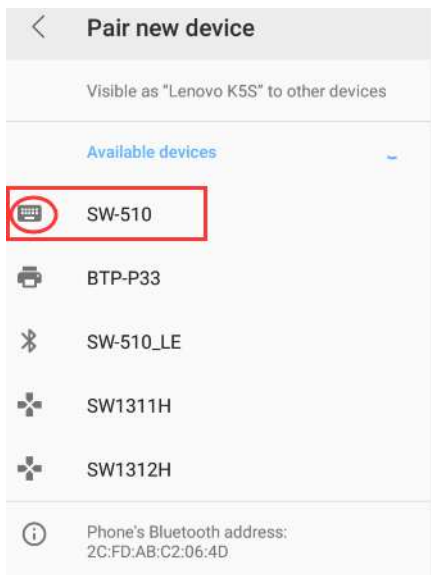 Pair new device
Visible as "Lenovo K5S" to other devices
Available devices
SW-510
BTP-P33
SW-510_LE
SW1311H
SW1312H
Phone's Bluetooth address:
2C:FD:AB:C2:06:4D